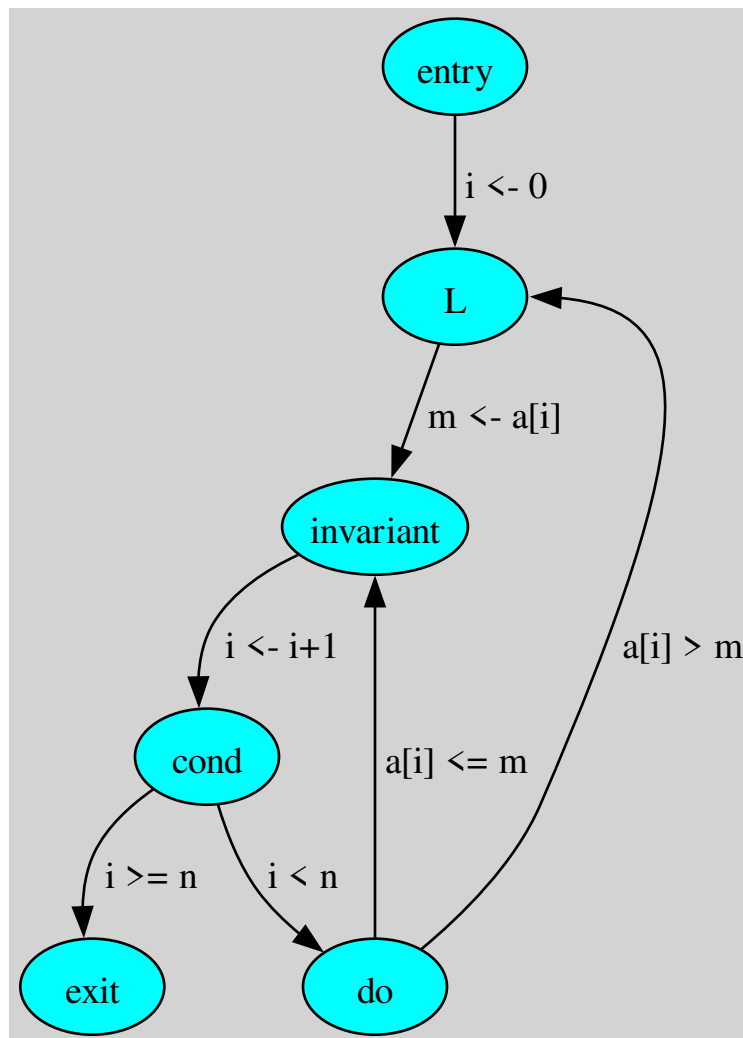 entry
i <- 0
L
m <- a[i]
invariant
i <- i+1
a[i] > m
cond
a[i] <= m
i >= n
i < n
exit
do